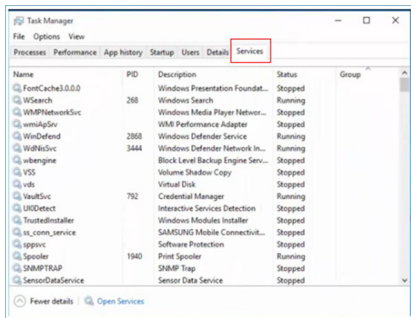 Task Manager
File Options View
Processes Performance App history Startup Users Details Services
Name PID Description Status Group
FontCache3.0.0.0 Windows Presentation Foundat... Stopped
WSearch 268 Windows Search Running
WMPNetworkSvc Windows Media Player Networ... Stopped
wmiApSrv WMI Performance Adapter Stopped
WinDefend 2868 Windows Defender Service Running
WdNisSvc 3444 Windows Defender Network In... Running
wbengine Block Level Backup Engine Serv... Stopped
VSS Volume Shadow Copy Stopped
vds Virtual Disk Stopped
VaultSvc 792 Credential Manager Running
UI0Detect Interactive Services Detection Stopped
TrustedInstaller Windows Modules Installer Stopped
ss_conn_service SAMSUNG Mobile Connectivit... Stopped
sppsvc Software Protection Stopped
Spooler 1940 Print Spooler Running
SNMPTRAP SNMP Trap Stopped
SensorDataService Sensor Data Service Stopped
Fewer details Open Services